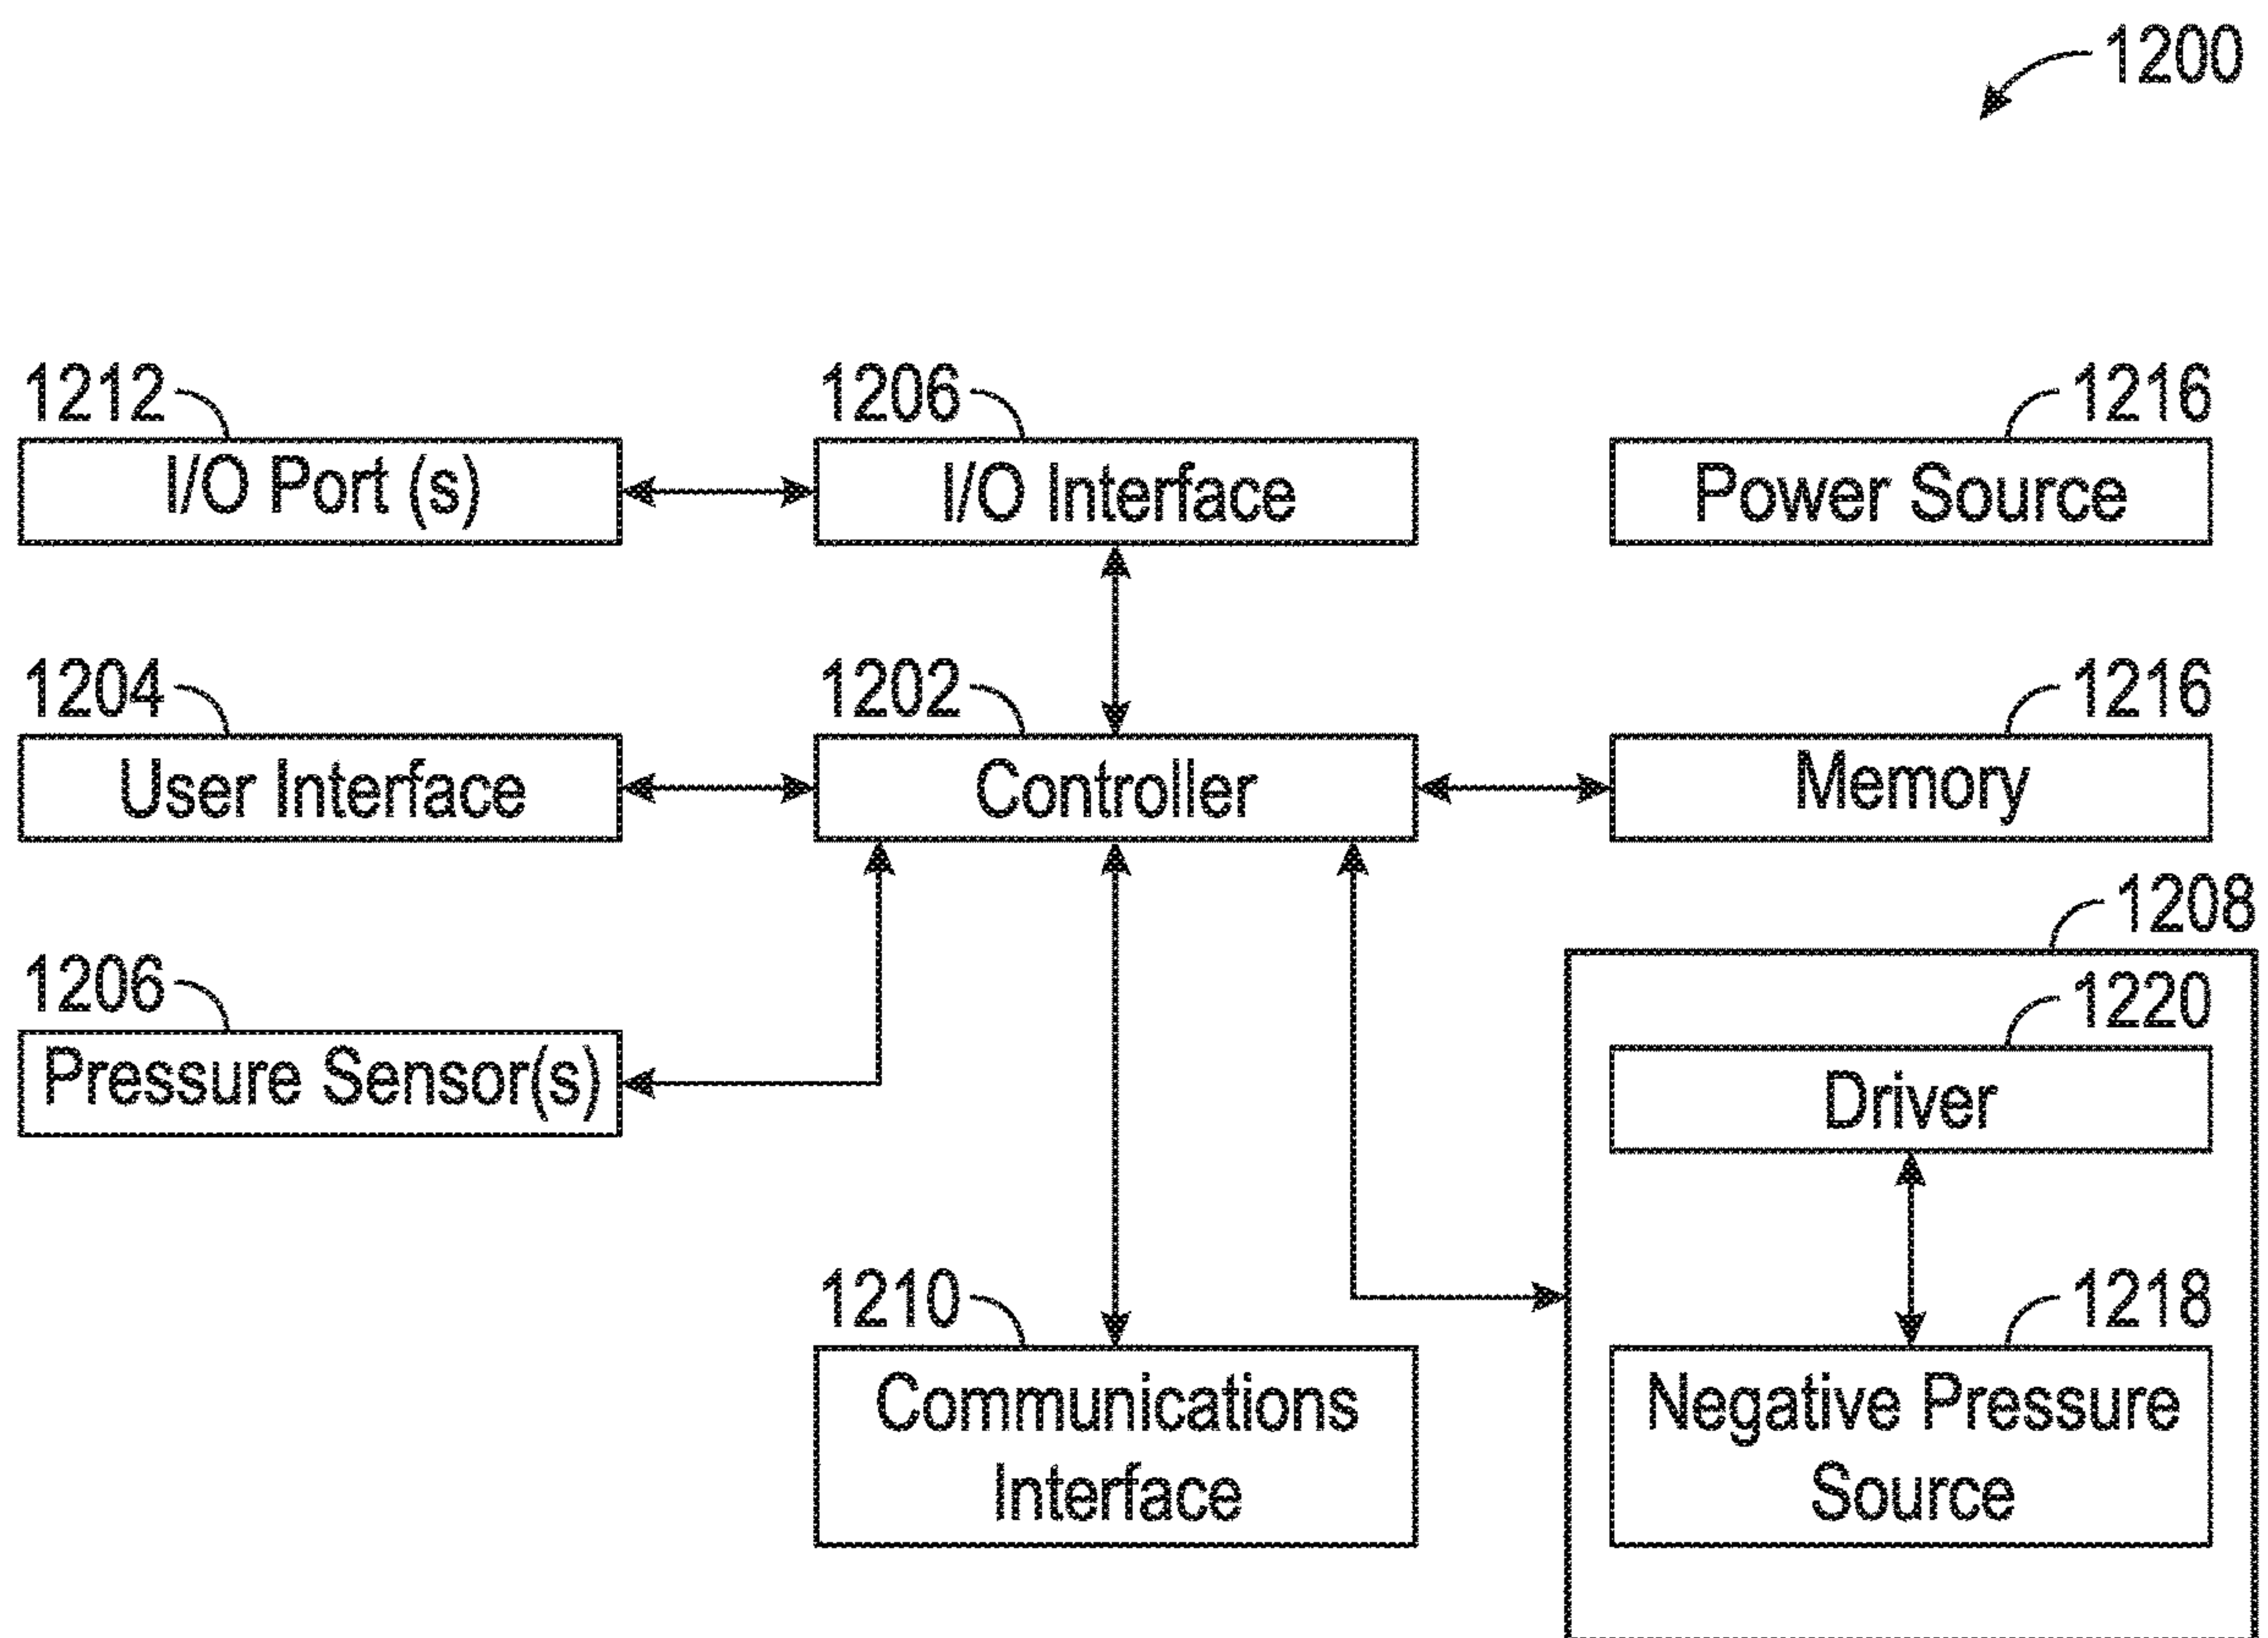 1200
1212
I/O Port (s)
1206
I/O Interface
1216
Power Source
1204
User Interface
1202
Controller
1216
Memory
1206
Pressure Sensor(s)
1208
1220
Driver
1210
Communications
Interface
1218
Negative Pressure
Source